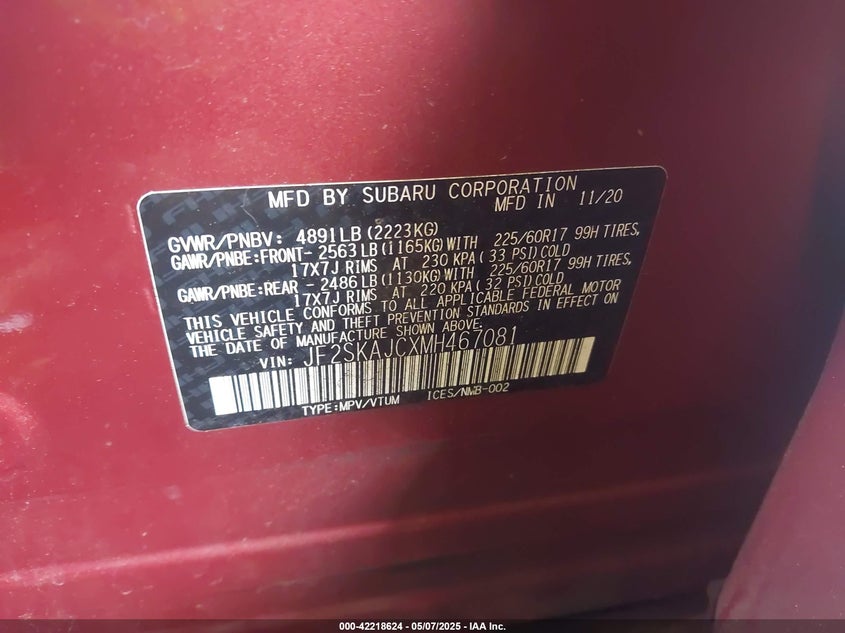 MFD BY SUBARU CORPORATION
MFD IN 11/20
GVWR/PNBV: 4891LB (2223KG)
GAWR/PNBE:FRONT- 2563LB(1165KG)WITH 225/60R17 99H TIRES,
17X7J RIMS AT 230 KPA( 33 PSI)COLD
GAWR/PNBE:REAR - 2486LB(1130KG)WITH 225/60R17 99H TIRES,
17X7J RIMS AT 220 KPA( 32 PSI)COLD
THIS VEHICLE CONFORMS TO ALL APPLICABLE FEDERAL MOTOR
VEHICLE SAFETY AND THEFT PREVENTION STANDARDS IN EFFECT ON
THE DATE OF MANUFACTURE SHOWN ABOVE.
VIN: JF2SKAJCXMH467081
TYPE:MPV/VTUM ICES/NMB-002
000-42218624 — 05/07/2025 — IAA Inc.